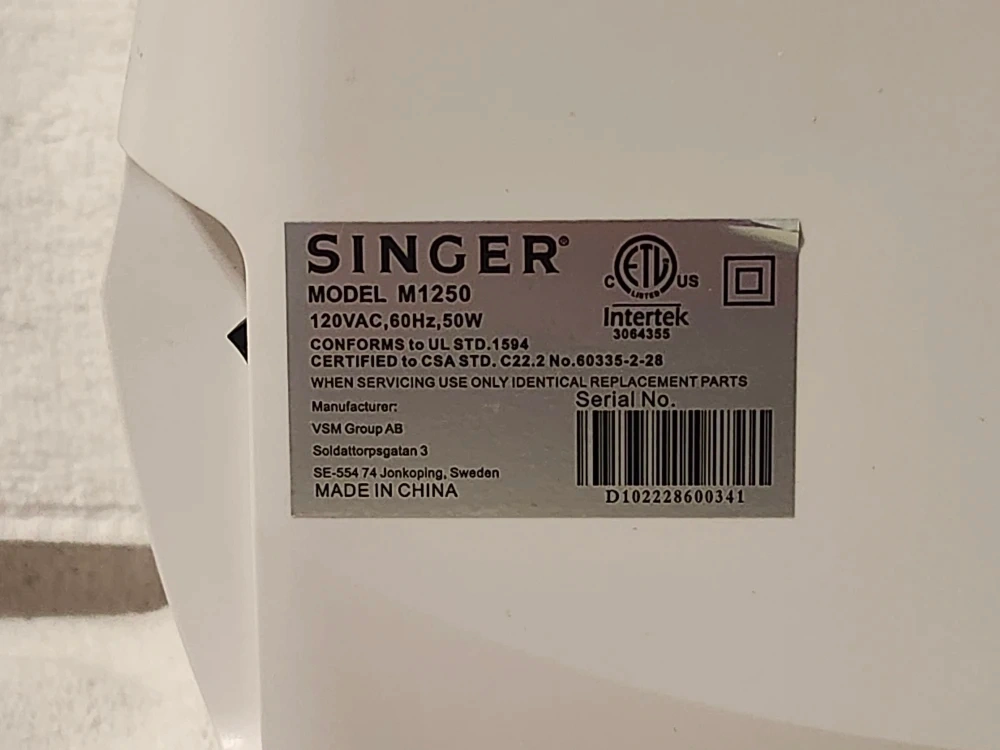 SINGER®
MODEL M1250
120VAC,60Hz,50W
CONFORMS to UL STD.1594
CERTIFIED to CSA STD. C22.2 No.60335-2-28
WHEN SERVICING USE ONLY IDENTICAL REPLACEMENT PARTS
Manufacturer:
VSM Group AB
Soldattorpsgatan 3
SE-554 74 Jonkoping, Sweden
MADE IN CHINA
C ETL US
LISTED
Intertek
3064355
Serial No.
D102228600341